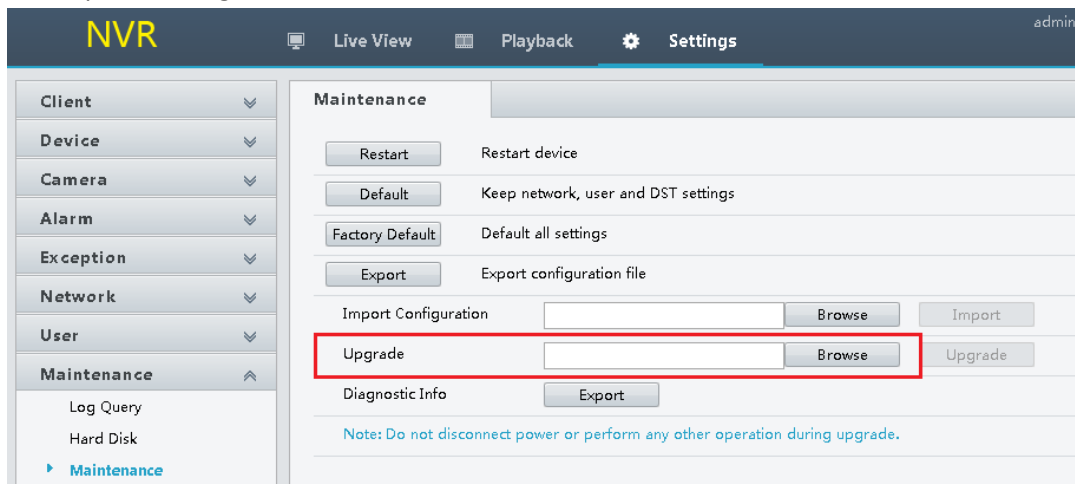 NVR
Live View Playback Settings
admin
Client
Device
Camera
Alarm
Exception
Network
User
Maintenance
Log Query
Hard Disk
Maintenance
Maintenance
Restart Restart device
Default Keep network, user and DST settings
Factory Default Default all settings
Export Export configuration file
Import Configuration Browse Import
Upgrade Browse Upgrade
Diagnostic Info Export
Note: Do not disconnect power or perform any other operation during upgrade.